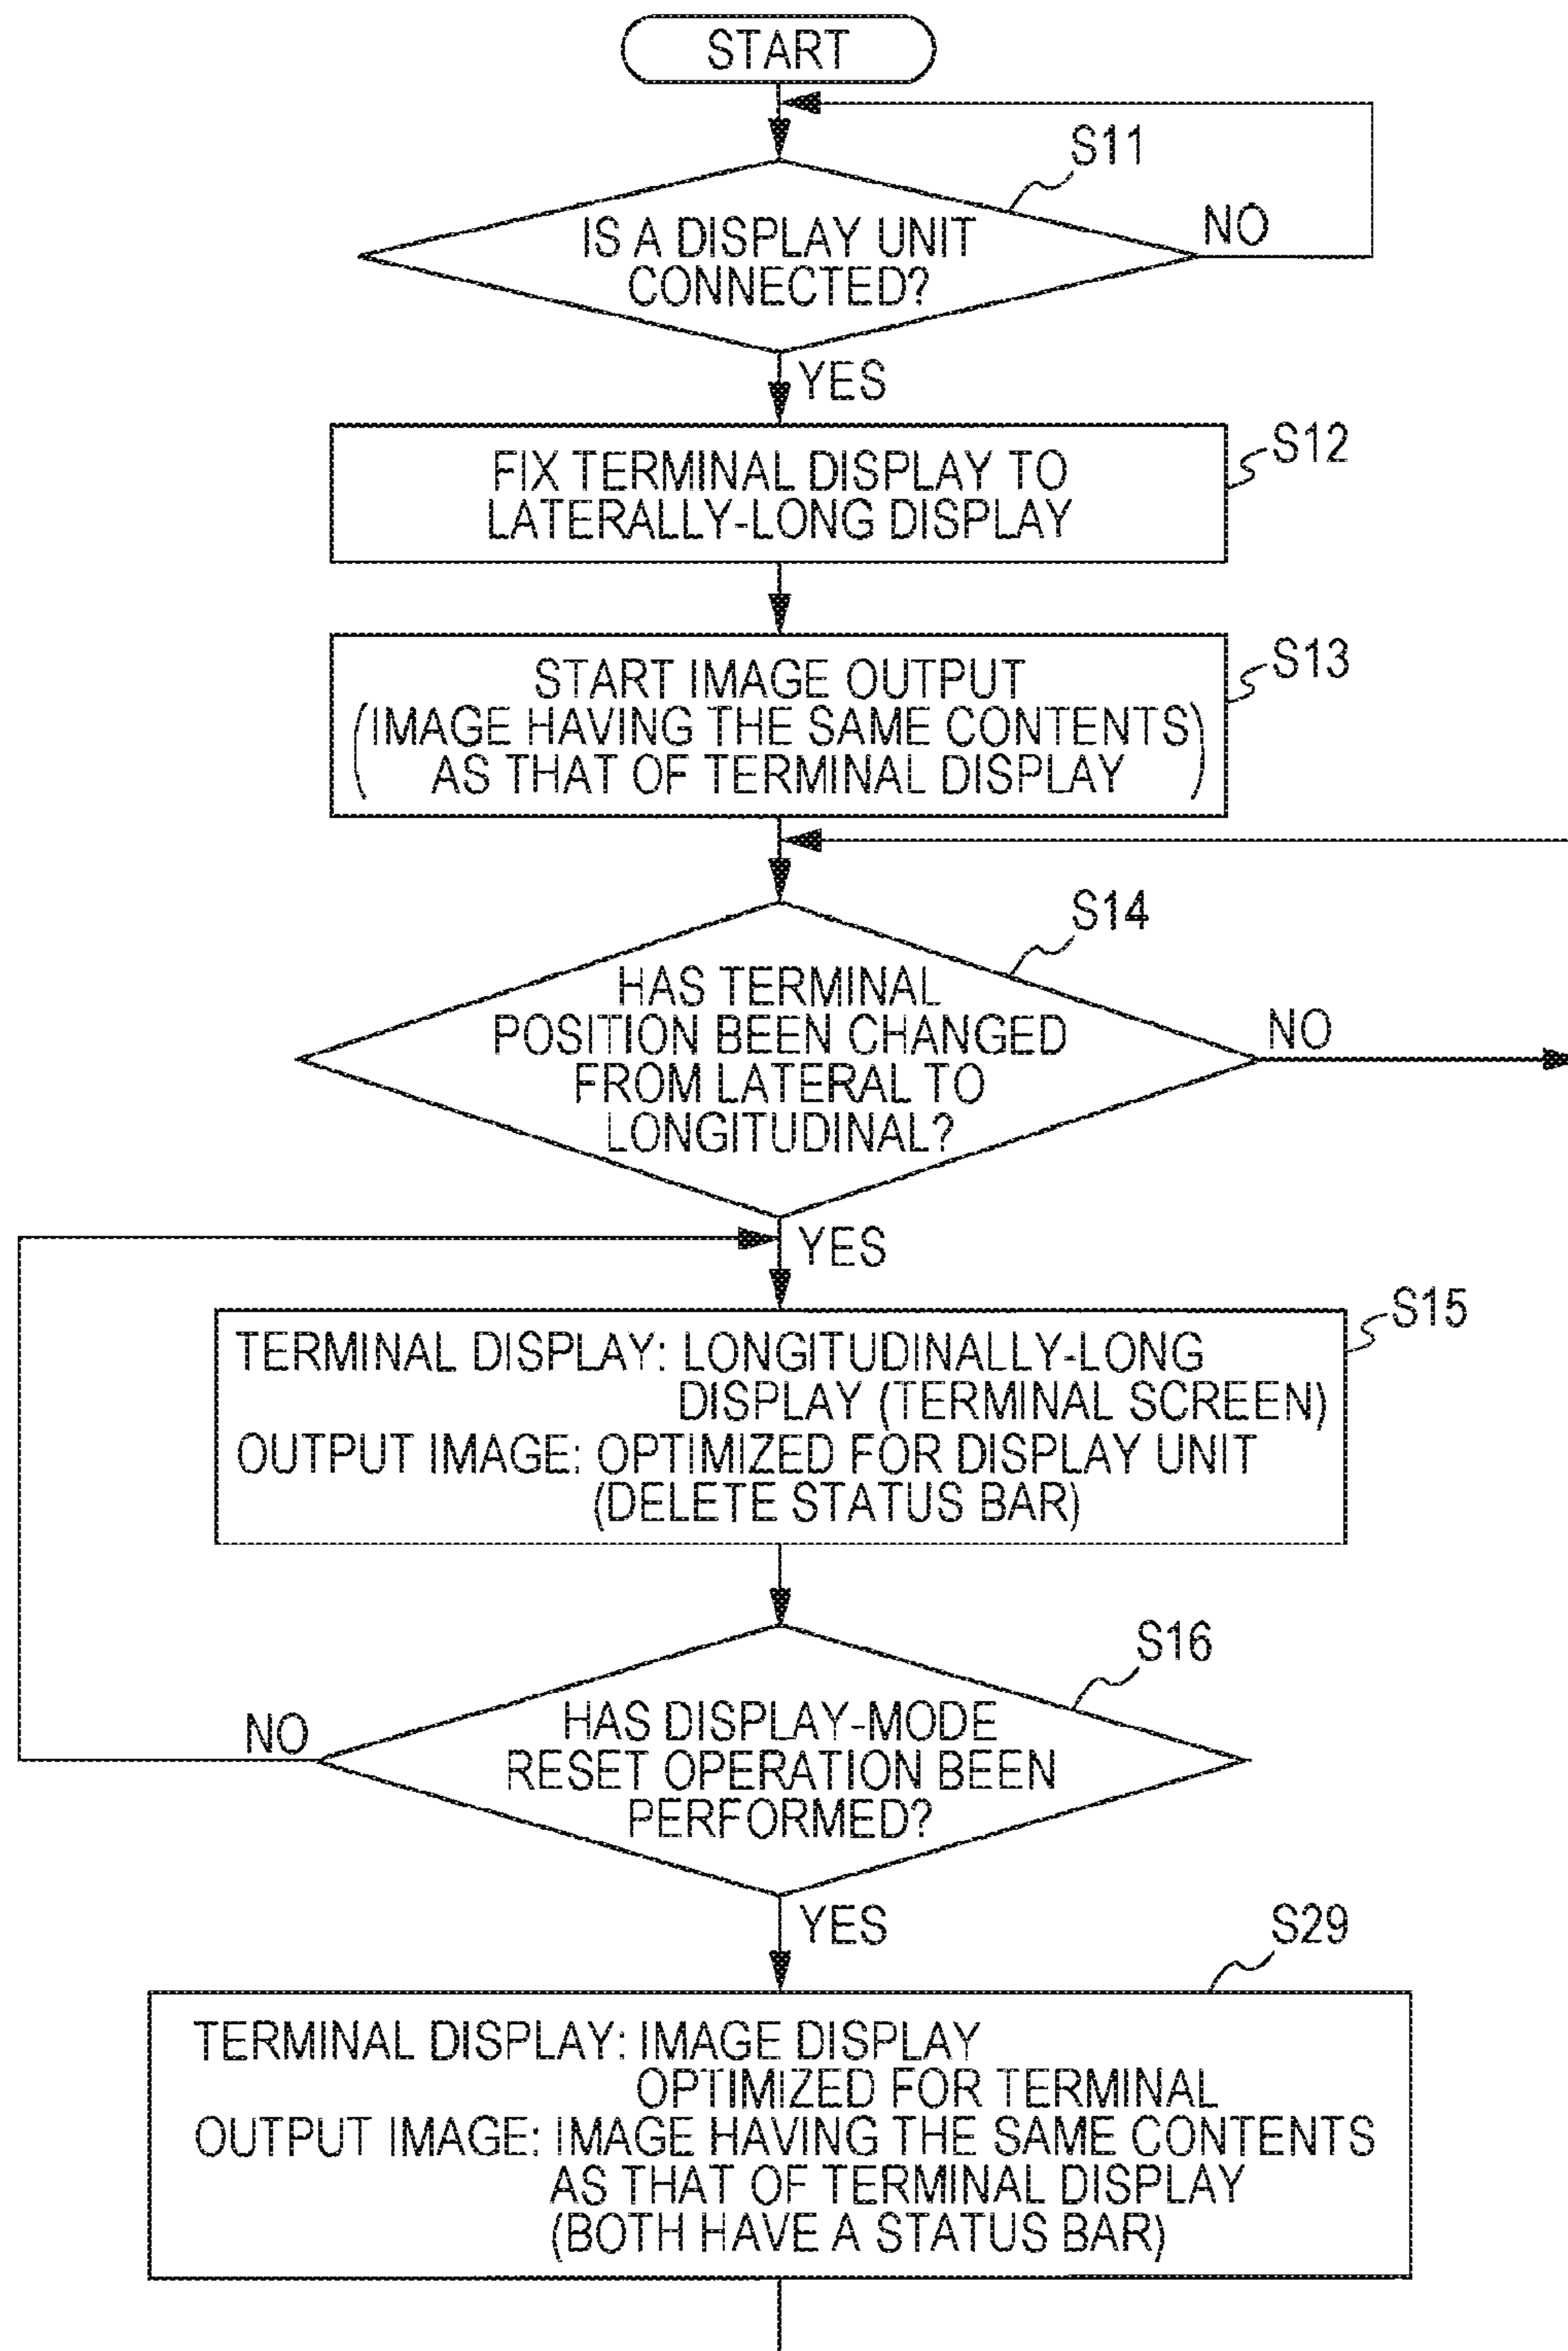 START
S11
IS A DISPLAY UNIT
CONNECTED?
NO
YES
S12
FIX TERMINAL DISPLAY TO
LATERALLY-LONG DISPLAY
S13
START IMAGE OUTPUT
(IMAGE HAVING THE SAME CONTENTS
AS THAT OF TERMINAL DISPLAY)
S14
HAS TERMINAL
POSITION BEEN CHANGED
FROM LATERAL TO
LONGITUDINAL?
NO
YES
S15
TERMINAL DISPLAY: LONGITUDINALLY-LONG
DISPLAY (TERMINAL SCREEN)
OUTPUT IMAGE: OPTIMIZED FOR DISPLAY UNIT
(DELETE STATUS BAR)
S16
HAS DISPLAY-MODE
RESET OPERATION BEEN
PERFORMED?
NO
YES
S29
TERMINAL DISPLAY: IMAGE DISPLAY
OPTIMIZED FOR TERMINAL
OUTPUT IMAGE: IMAGE HAVING THE SAME CONTENTS
AS THAT OF TERMINAL DISPLAY
(BOTH HAVE A STATUS BAR)